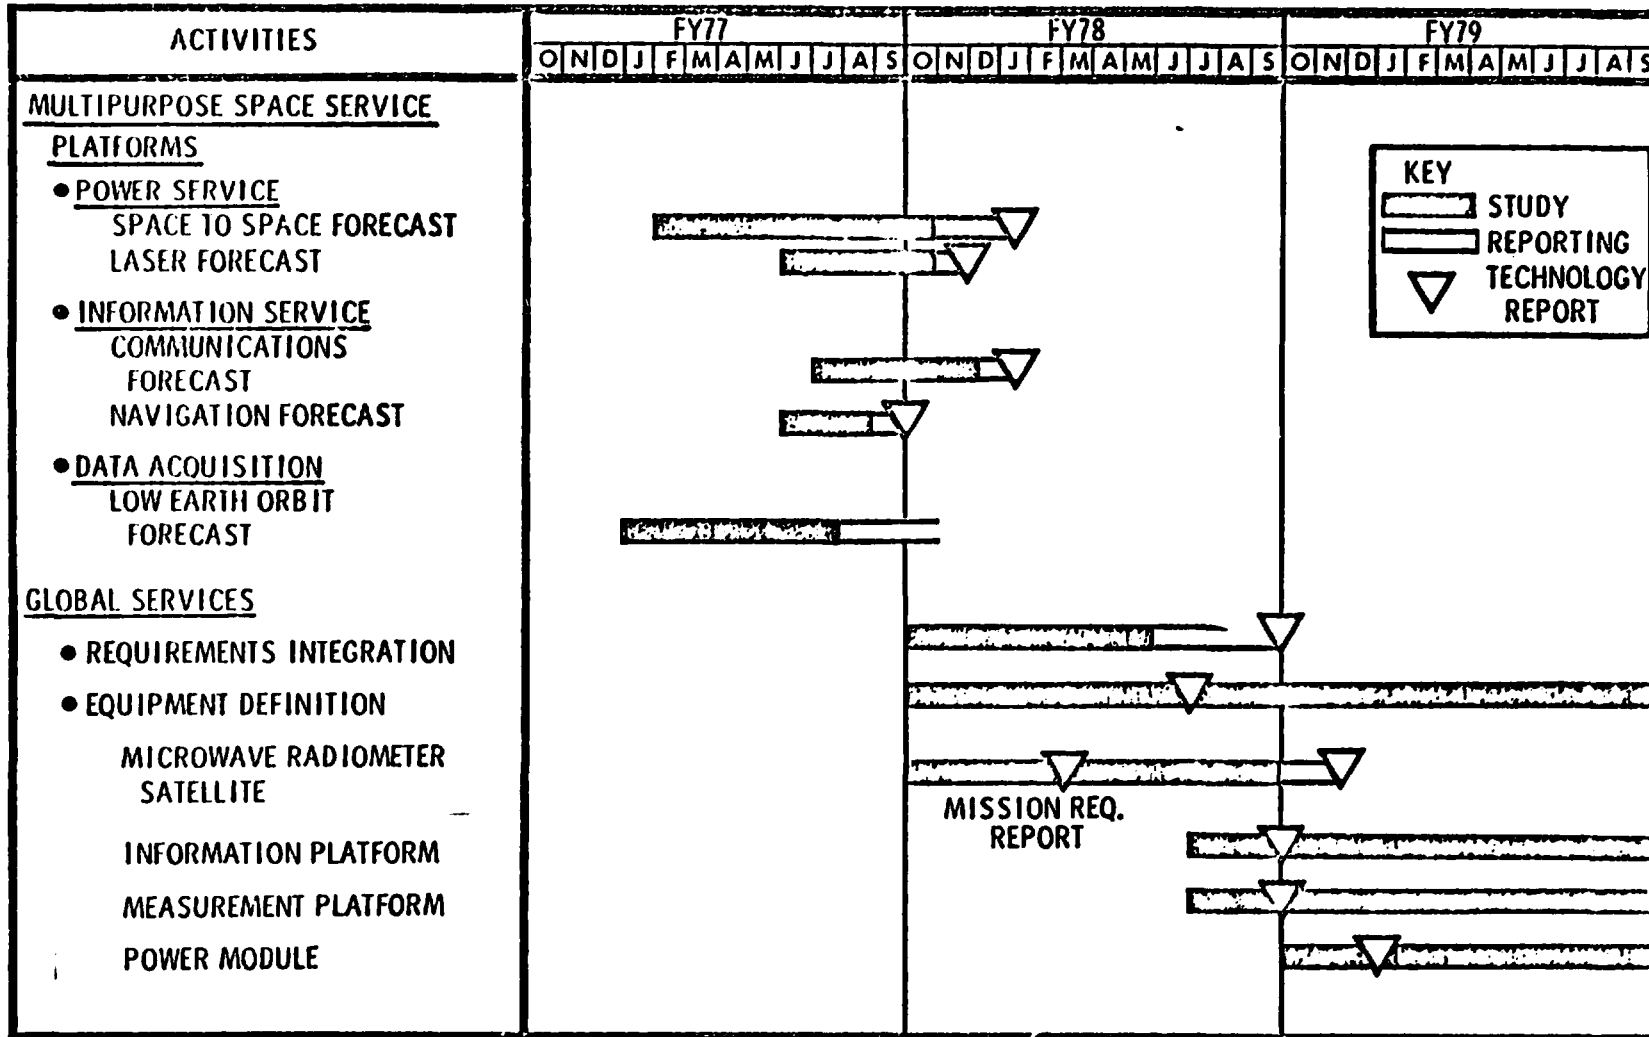 ACTIVITIES
FY77 FY78 FY79
O N D J F M A M J J A S O N D J F M A M J J A S O N D J F M A M J J A S
MULTIPURPOSE SPACE SERVICE
PLATFORMS
● POWER SERVICE
SPACE TO SPACE FORECAST
LASER FORECAST
● INFORMATION SERVICE
COMMUNICATIONS
FORECAST
NAVIGATION FORECAST
● DATA ACQUISITION
LOW EARTH ORBIT
FORECAST
GLOBAL SERVICES
● REQUIREMENTS INTEGRATION
● EQUIPMENT DEFINITION
MICROWAVE RADIOMETER
SATELLITE
MISSION REQ.
REPORT
INFORMATION PLATFORM
MEASUREMENT PLATFORM
POWER MODULE
KEY
STUDY
REPORTING
TECHNOLOGY
REPORT